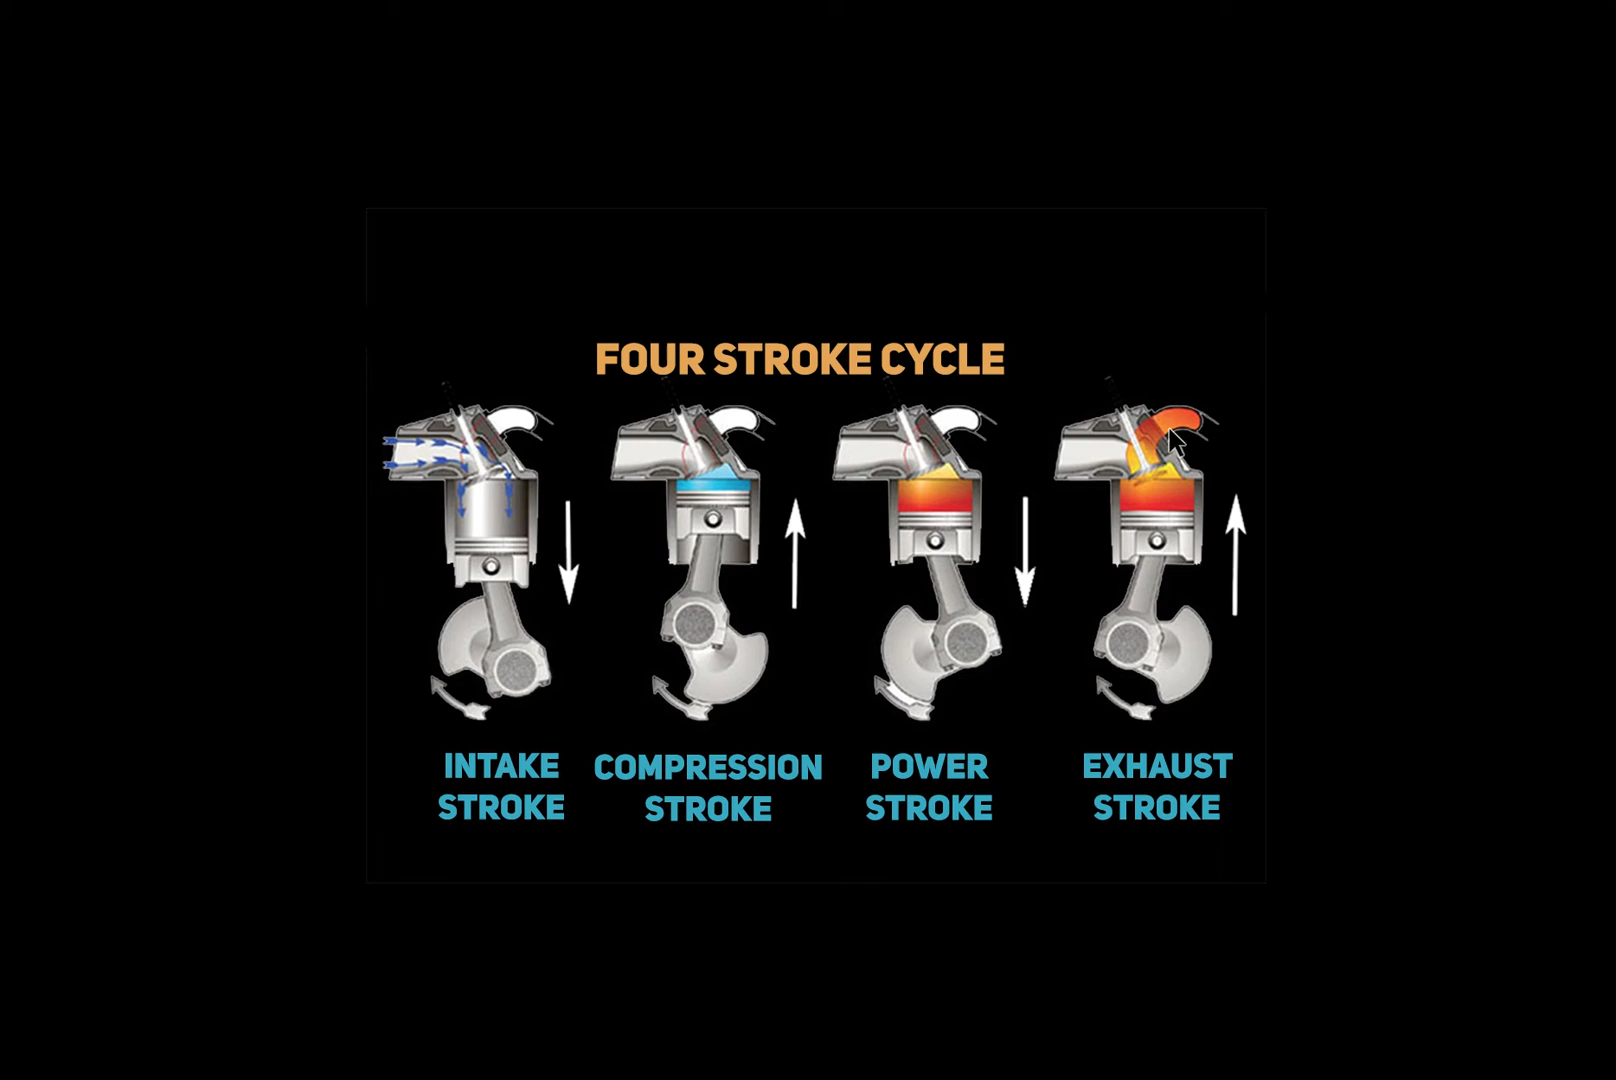 FOUR STROKE CYCLE
INTAKE
STROKE
COMPRESSION
STROKE
POWER
STROKE
EXHAUST
STROKE